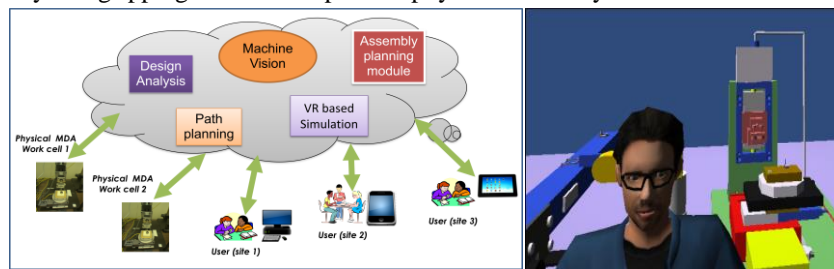 Machine
Vision
Assembly
planning
module
Design
Analysis
Path
planning
VR based
Simulation
Physical MDA
Work cell 1
Physical MDA
Work cell 2
User (site 1)
User (site 2)
User (site 3)